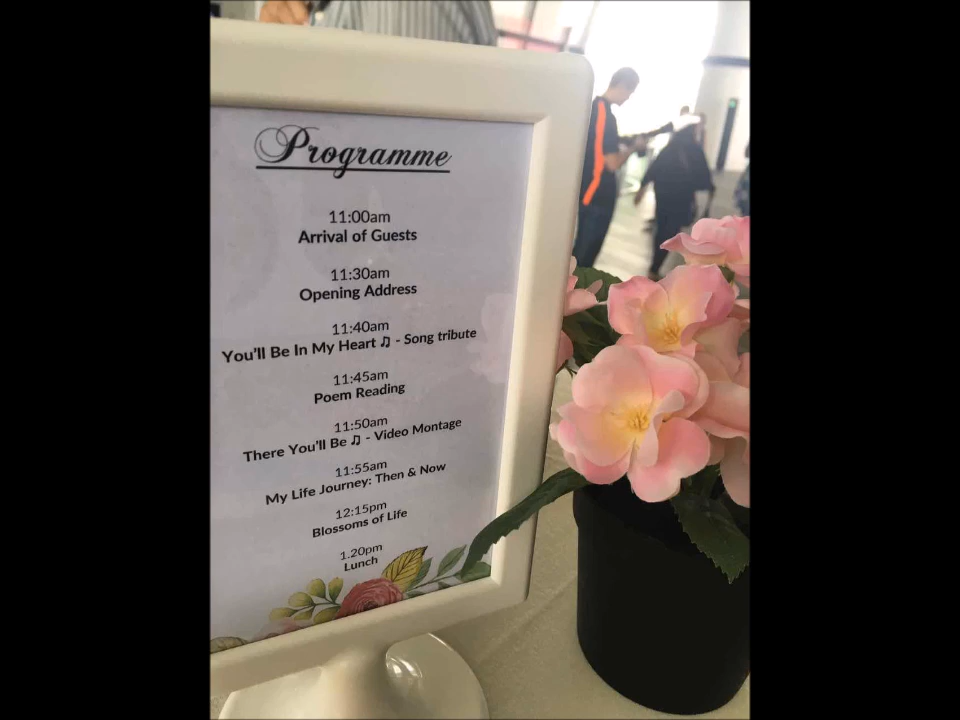 Programme
11:00am
Arrival of Guests
11:30am
Opening Address
11:40am
You'll Be In My Heart ♫ - Song tribute
11:45am
Poem Reading
11:50am
There You'll Be ♫ - Video Montage
11:55am
My Life Journey: Then & Now
12:15pm
Blossoms of Life
1.20pm
Lunch